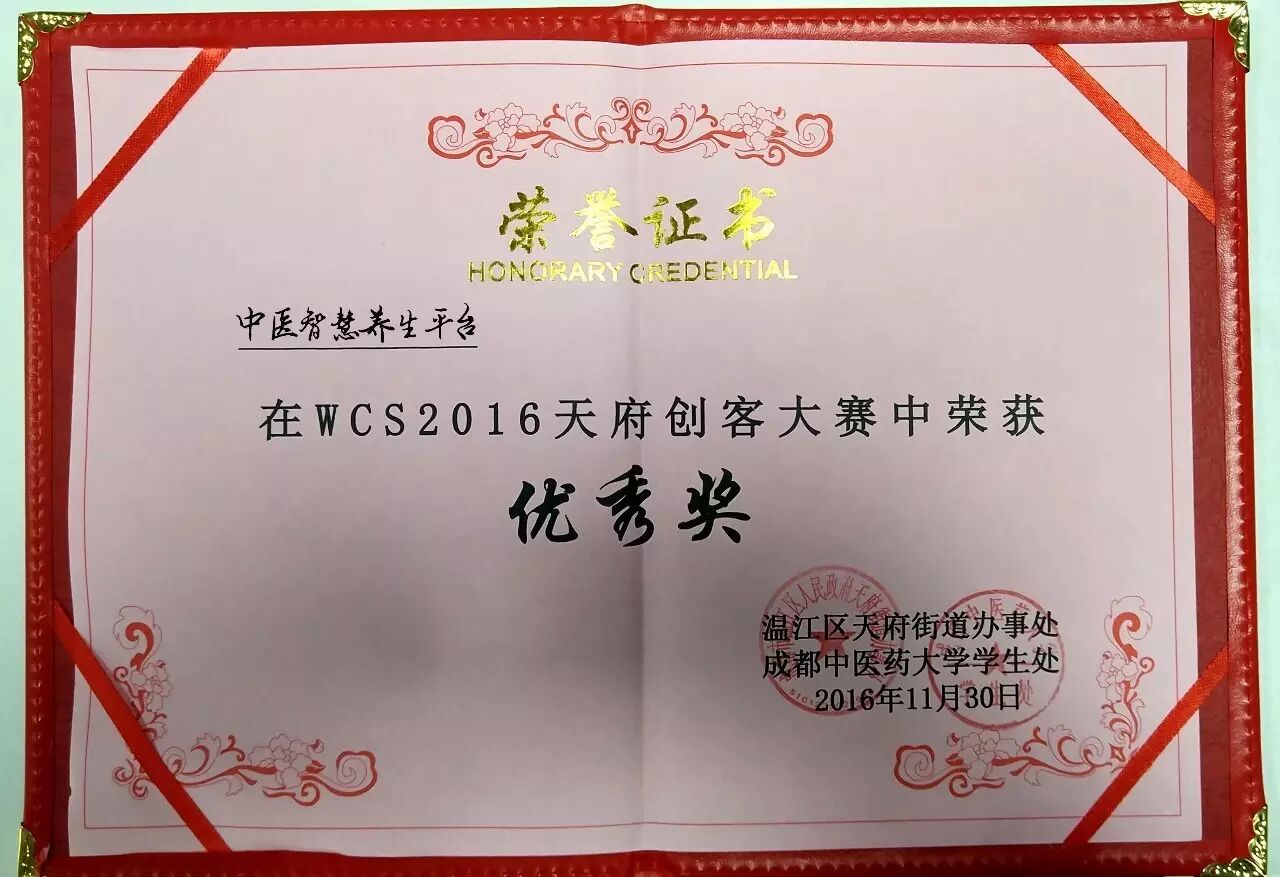 荣誉证书
HONORARY CREDENTIAL
中医智慧养生平台
在WCS2016天府创客大赛中荣获
优秀奖
温江区天府街道办事处
成都中医药大学学生处
2016年11月30日